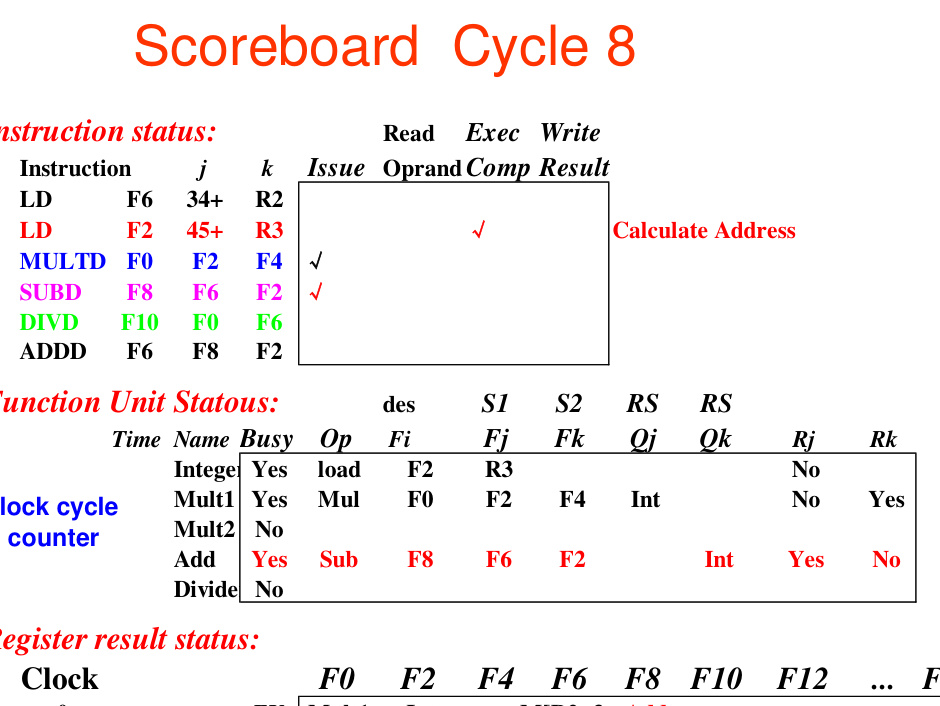 Scoreboard Cycle 8
nstruction status:
Read Exec Write
Instruction j k Issue Oprand Comp Result
LD F6 34+ R2
LD F2 45+ R3 √ Calculate Address
MULTD F0 F2 F4 √
SUBD F8 F6 F2 √
DIVD F10 F0 F6
ADDD F6 F8 F2
Function Unit Statous: des S1 S2 RS RS
Time Name Busy Op Fi Fj Fk Qj Qk Rj Rk
Integer Yes load F2 R3 No
Mult1 Yes Mul F0 F2 F4 Int No Yes
lock cycle
Mult2 No
counter
Add Yes Sub F8 F6 F2 Int Yes No
Divide No
Register result status:
Clock F0 F2 F4 F6 F8 F10 F12 ... F